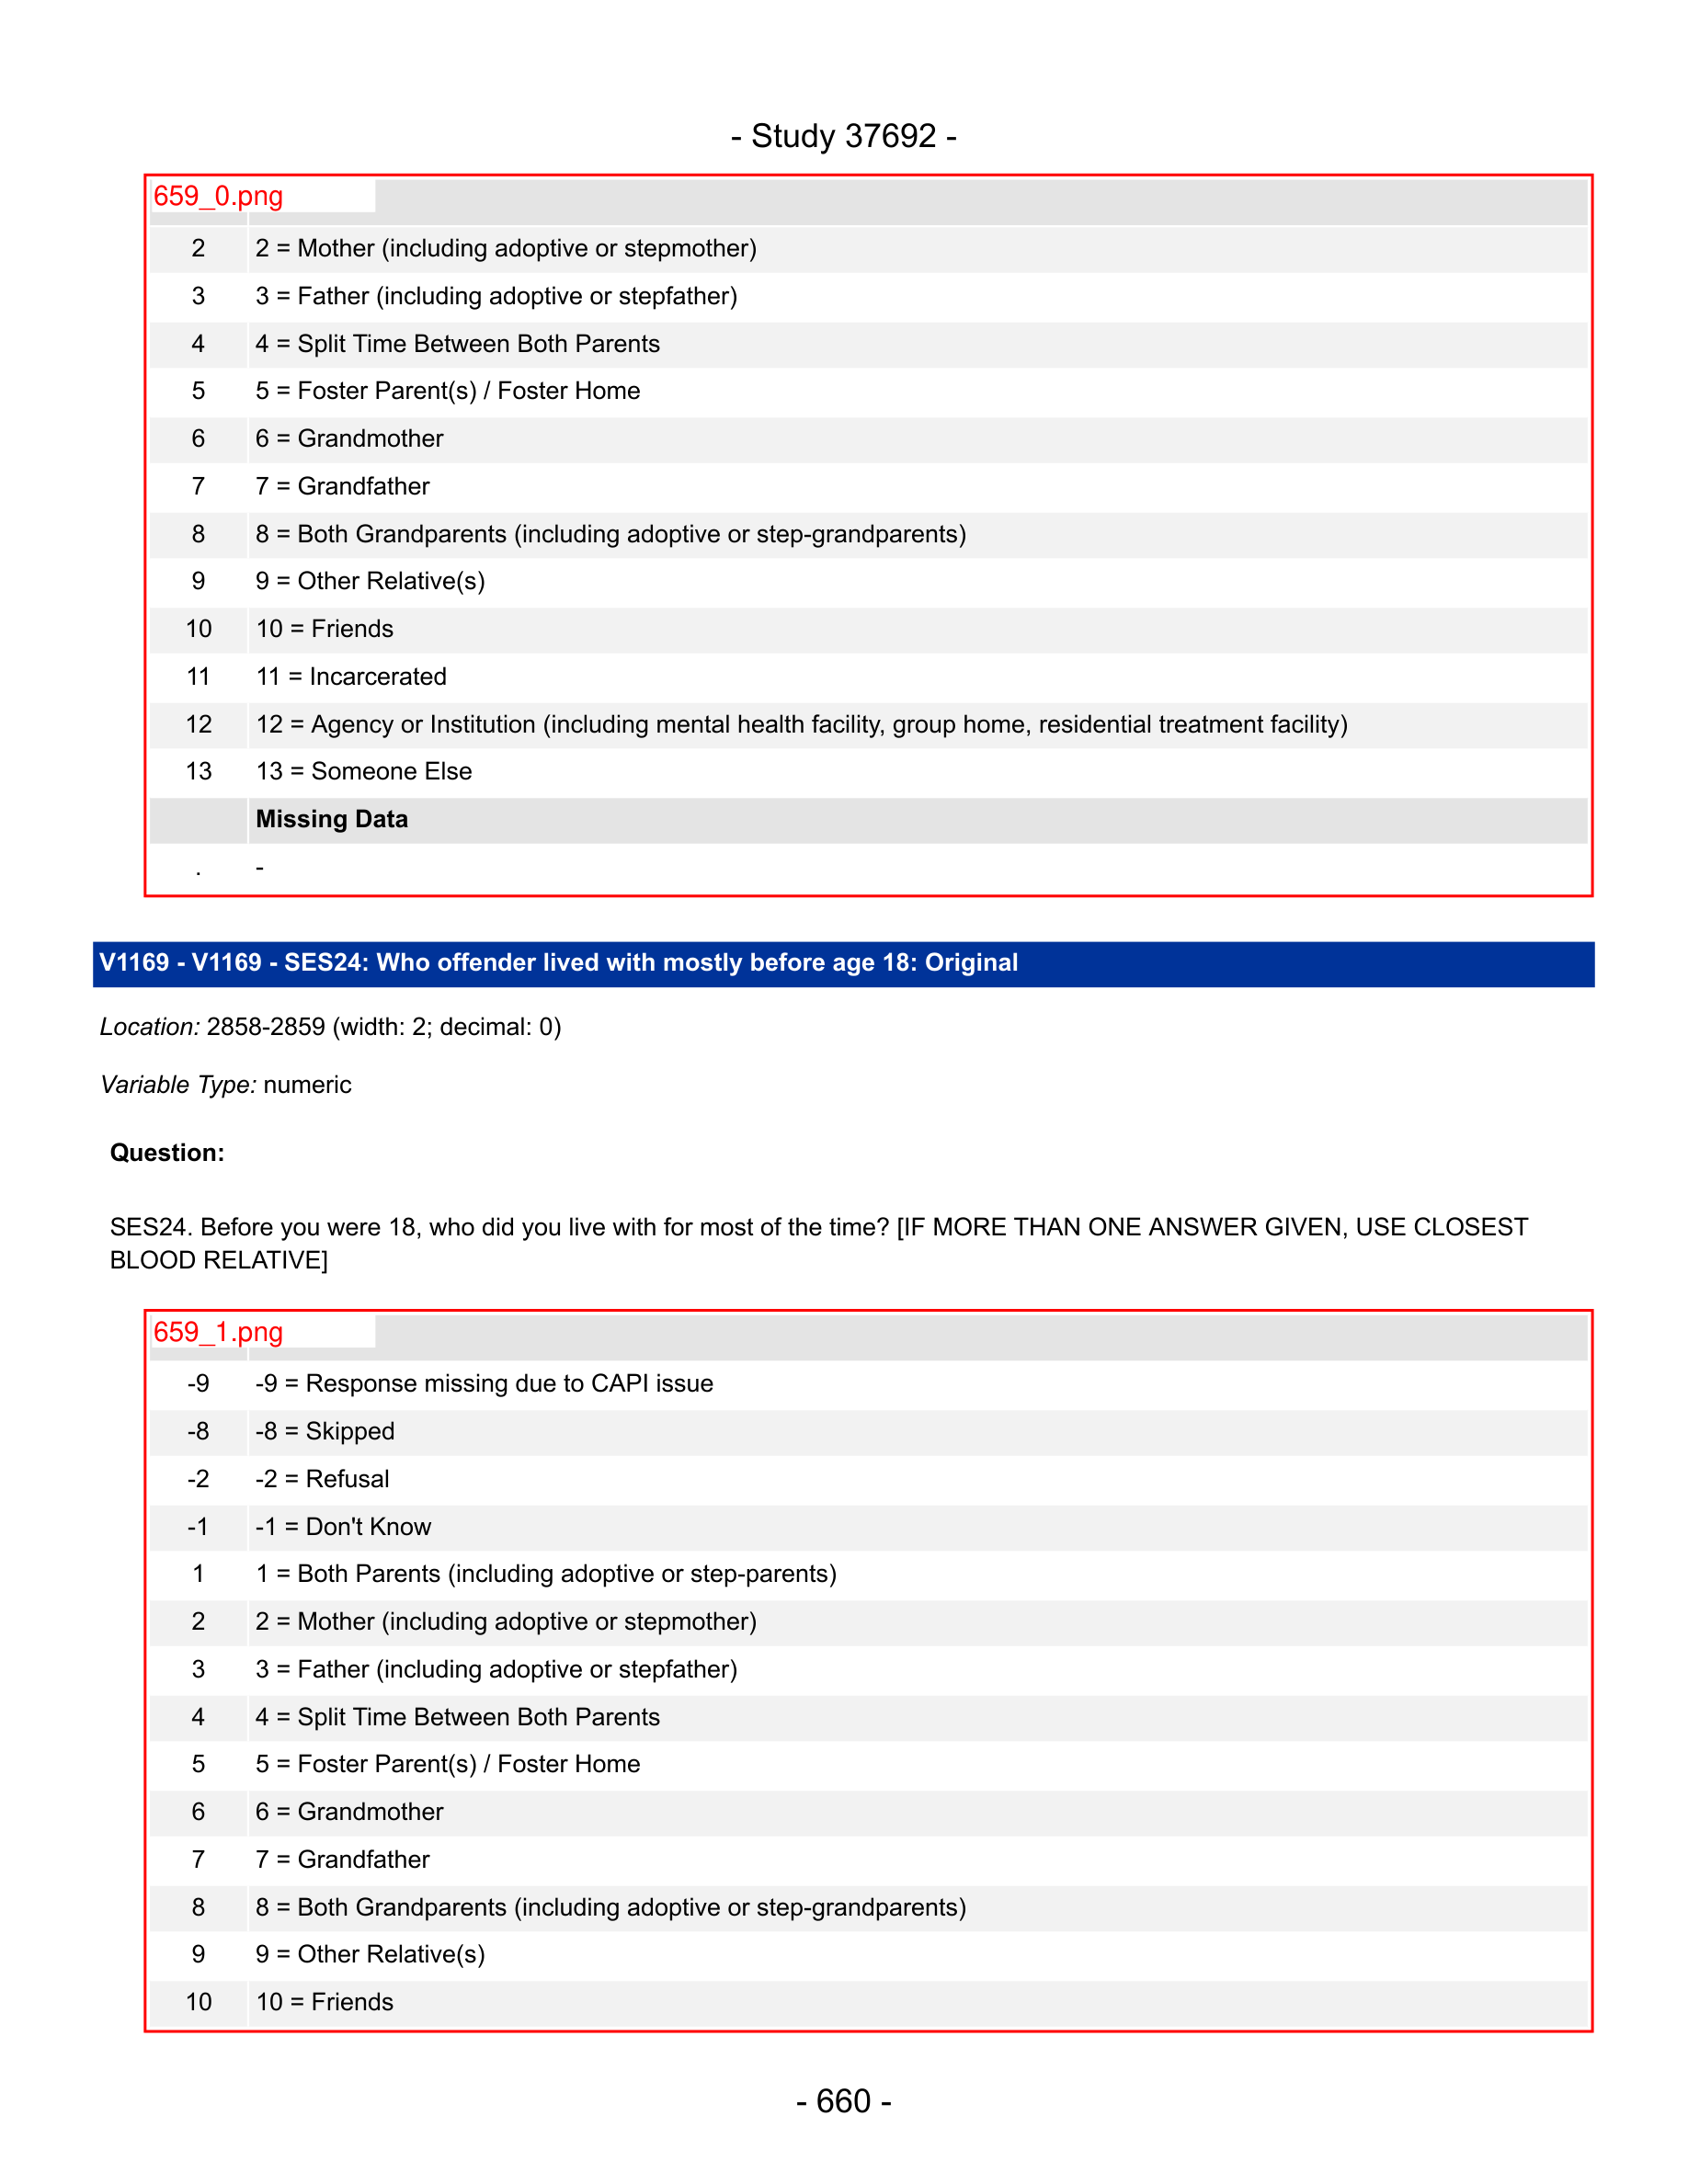 - Study 37692 -
659_0.png
2 2 = Mother (including adoptive or stepmother)
3 3 = Father (including adoptive or stepfather)
4 4 = Split Time Between Both Parents
5 5 = Foster Parent(s) / Foster Home
6 6 = Grandmother
7 7 = Grandfather
8 8 = Both Grandparents (including adoptive or step-grandparents)
9 9 = Other Relative(s)
10 10 = Friends
11 11 = Incarcerated
12 12 = Agency or Institution (including mental health facility, group home, residential treatment facility)
13 13 = Someone Else
Missing Data
. -
V1169 - V1169 - SES24: Who offender lived with mostly before age 18: Original
Location: 2858-2859 (width: 2; decimal: 0)
Variable Type: numeric
Question:
SES24. Before you were 18, who did you live with for most of the time? [IF MORE THAN ONE ANSWER GIVEN, USE CLOSEST
BLOOD RELATIVE]
659_1.png
-9 -9 = Response missing due to CAPI issue
-8 -8 = Skipped
-2 -2 = Refusal
-1 -1 = Don't Know
1 1 = Both Parents (including adoptive or step-parents)
2 2 = Mother (including adoptive or stepmother)
3 3 = Father (including adoptive or stepfather)
4 4 = Split Time Between Both Parents
5 5 = Foster Parent(s) / Foster Home
6 6 = Grandmother
7 7 = Grandfather
8 8 = Both Grandparents (including adoptive or step-grandparents)
9 9 = Other Relative(s)
10 10 = Friends
- 660 -